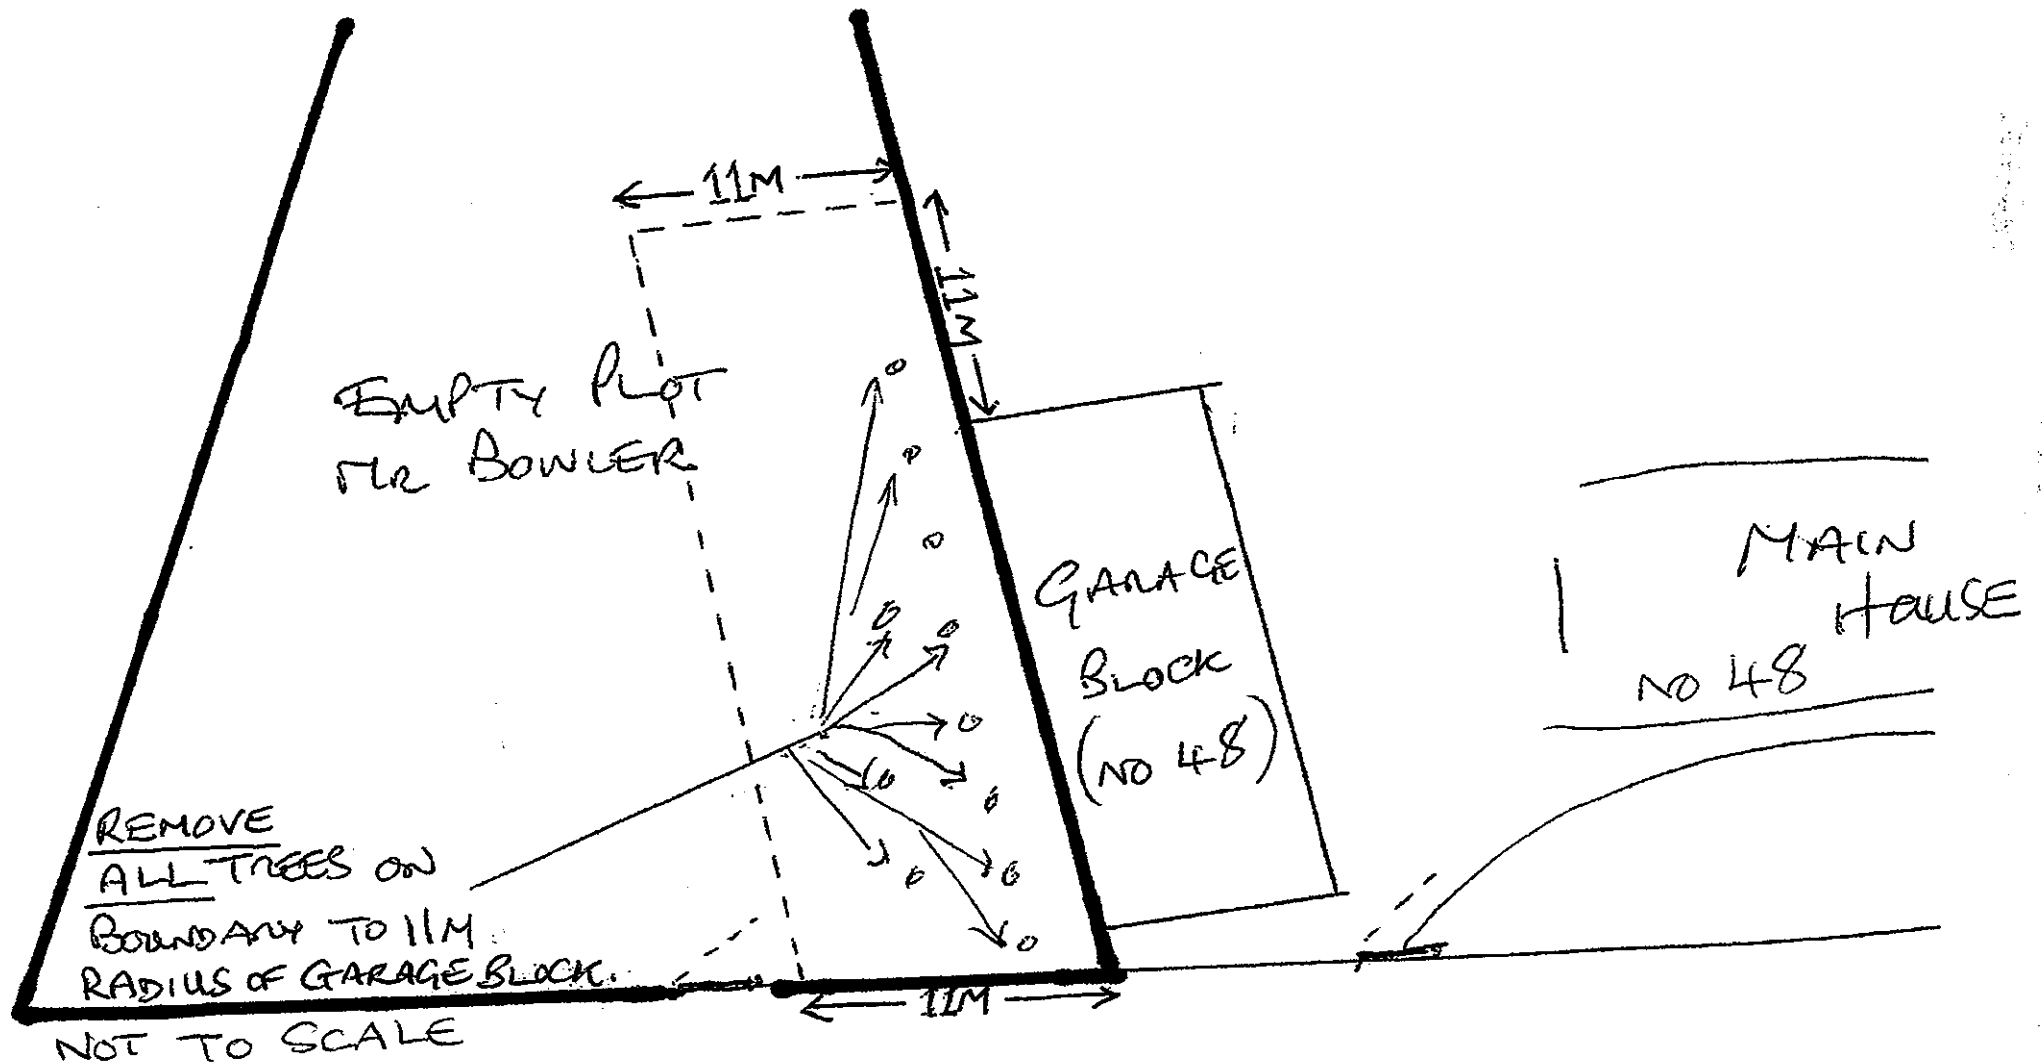 11M
11M
EMPTY PLOT
MR BOWLER
GARAGE
BLOCK
(NO 48)
MAIN
HOUSE
NO 48
REMOVE
ALL TREES ON
BOUNDARY TO 11M
RADIUS OF GARAGE BLOCK.
11M
NOT TO SCALE